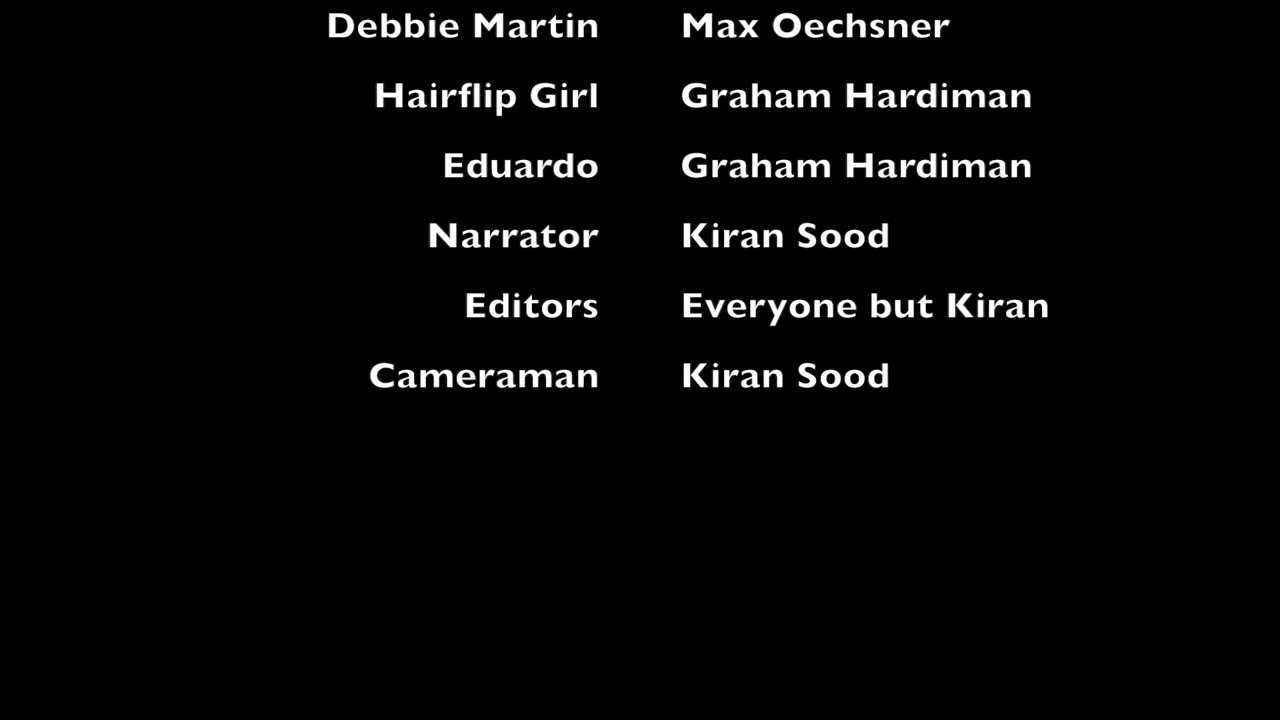 Debbie Martin Max Oechsner
Hairflip Girl Graham Hardiman
Eduardo Graham Hardiman
Narrator Kiran Sood
Editors Everyone but Kiran
Cameraman Kiran Sood